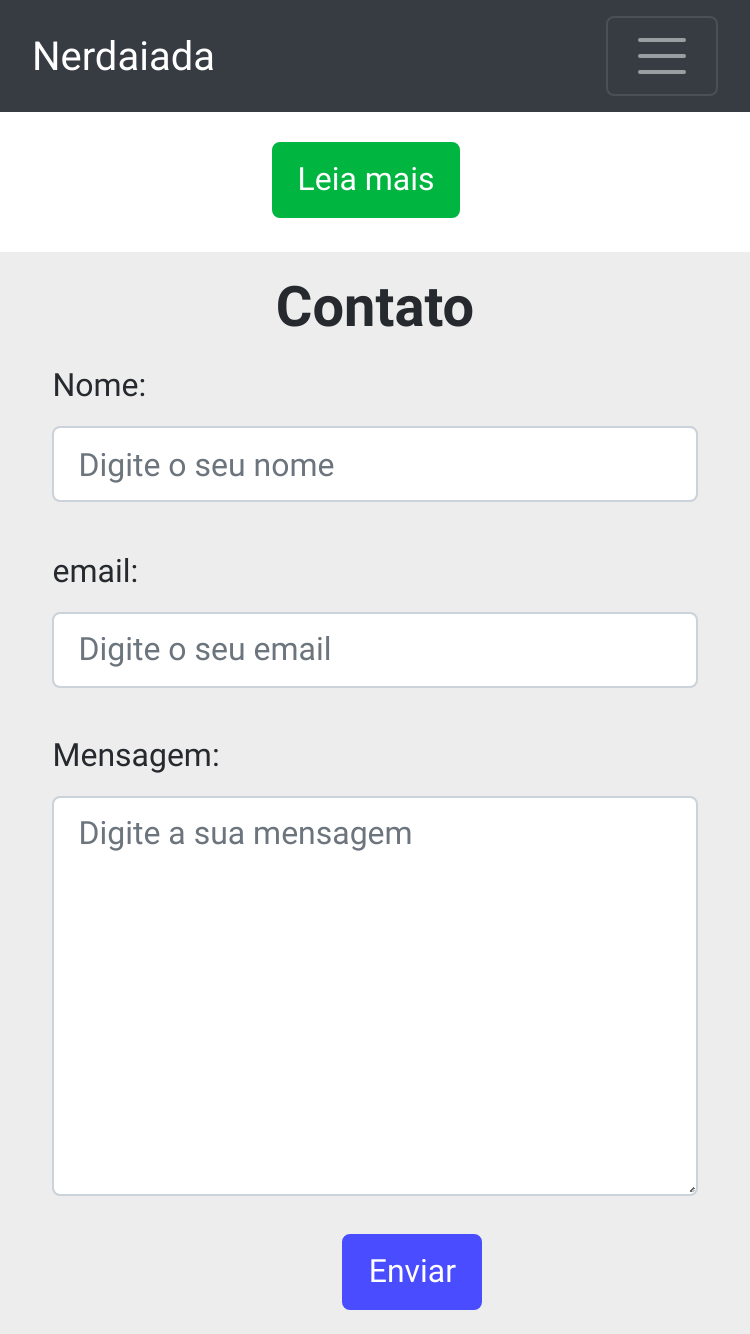 Nerdaiada
Leia mais
Contato
Nome:
Digite o seu nome
email:
Digite o seu email
Mensagem:
Digite a sua mensagem
Enviar